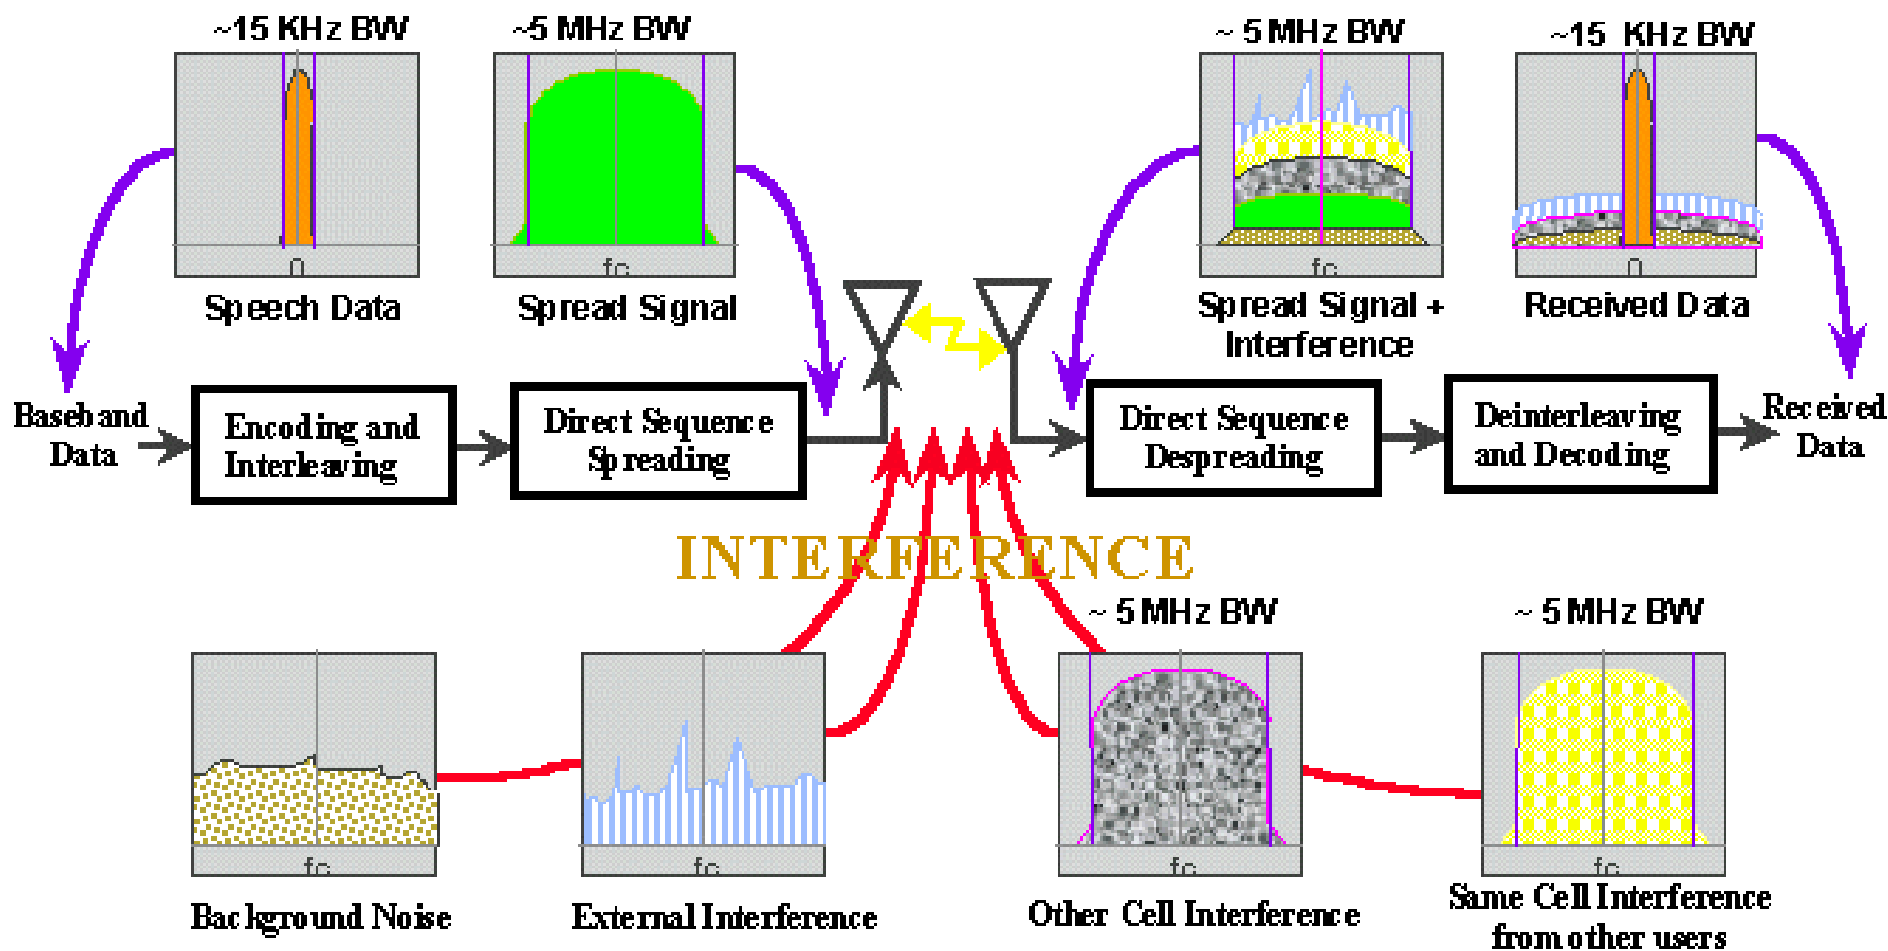 ~15 KHz BW
~5 MHz BW
~ 5 MHz BW
~15 KHz BW
0
fc
fc
0
Speech Data
Spread Signal
Spread Signal +
Interference
Received Data
Baseband
Data
Encoding and
Interleaving
Direct Sequence
Spreading
Direct Sequence
Despreading
Deinterleaving
and Decoding
Received
Data
INTERFERENCE
~ 5 MHz BW
~ 5 MHz BW
fc
fc
fc
fc
Background Noise
External Interference
Other Cell Interference
Same Cell Interference
from other users